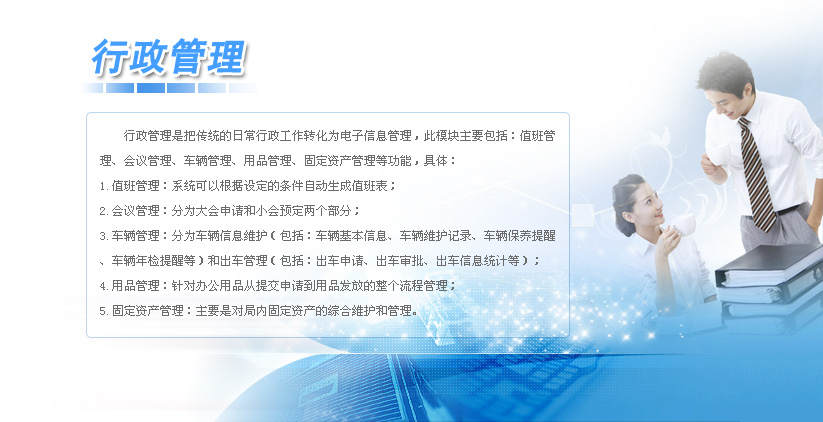 行政管理
行政管理是把传统的日常行政工作转化为电子信息管理，此模块主要包括：值班管
理、会议管理、车辆管理、用品管理、固定资产管理等功能，具体：
1. 值班管理：系统可以根据设定的条件自动生成值班表；
2. 会议管理：分为大会申请和小会预定两个部分；
3. 车辆管理：分为车辆信息维护（包括：车辆基本信息、车辆维护记录、车辆保养提醒
、车辆年检提醒等）和出车管理（包括：出车申请、出车审批、出车信息统计等）；
4. 用品管理：针对办公用品从提交申请到用品发放的整个流程管理；
5. 固定资产管理：主要是对局内固定资产的综合维护和管理。